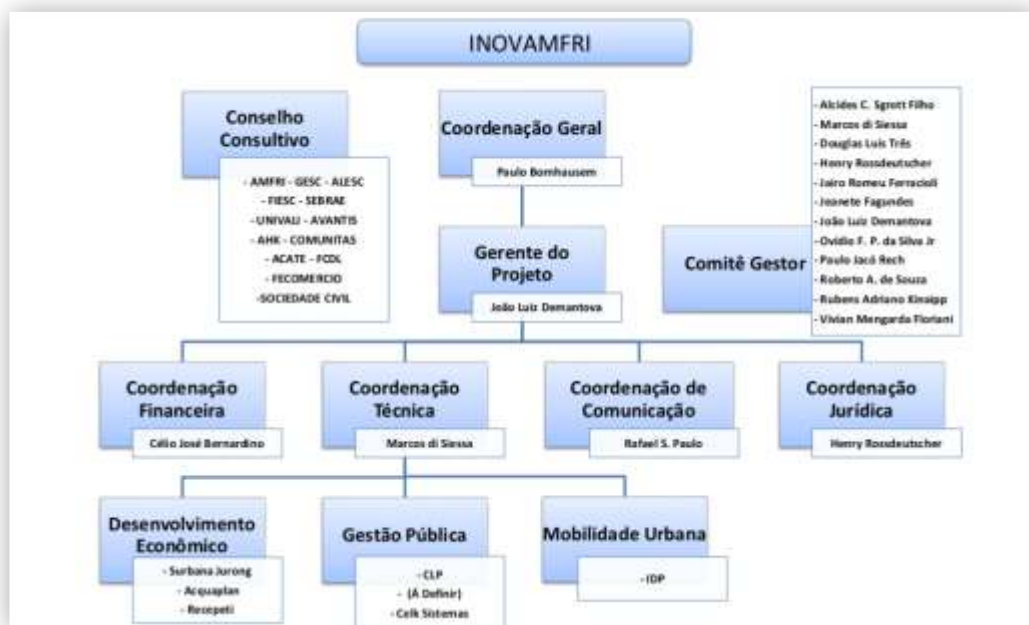 INOVAMFRI
Conselho
Consultivo
- AMFRI - GESC - ALESC
- FIESC - SEBRAE
-UNIVALI - AVANTIS
- AHK - COMUNITAS
- ACATE - FCDL
- FECOMERCIO
-SOCIEDADE CIVIL
Coordenação Geral
Paulo Bornhausem
Gerente do
Projeto
João Luiz Demantova
Comitê Gestor
- Alcides C. Sgrott Filho
- Marcos di Siessa
- Douglas Luis Três
- Henry Rossdeutscher
- Jairo Romeu Ferracioli
- Jeanete Fagundes
- João Luiz Demantova
- Ovidio F. P. da Silva Jr
- Paulo Jacó Rech
- Roberto A. de Souza
- Rubens Adriano Kinaipp
- Vivian Mengarda Floriani
Coordenação
Financeira
Célio José Bernardino
Coordenação
Técnica
Marcos di Siessa
Coordenação de
Comunicação
Rafael S. Paulo
Coordenação
Jurídica
Henry Rossdeutscher
Desenvolvimento
Econômico
- Surbana Jurong
- Acquaplan
- Recepeti
Gestão Pública
- CLP
- (Á Definir)
- Celk Sistemas
Mobilidade Urbana
- IDP